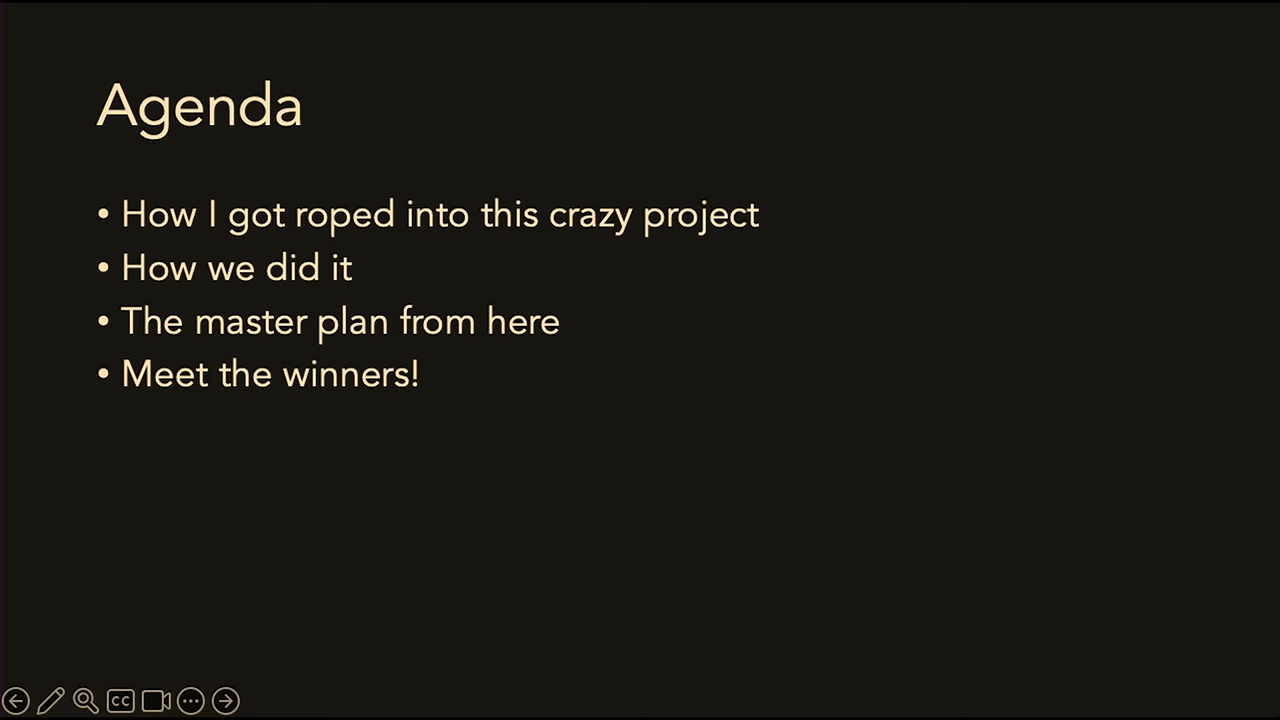 Agenda
• How I got roped into this crazy project
• How we did it
• The master plan from here
• Meet the winners!
CC